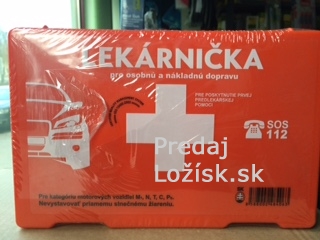 LEKÁRNIČKA
pre osobnú a nákladnú dopravu
PRE POSKYTNUTIE PRVEJ
PREDLEKÁRSKEJ
POMOCI
SOS
112
Predaj
Ložísk.sk
Pre kategórie motorových vozidiel M₁, N, T, C, Pₛ
Nevystavovať priamemu slnečnému žiareniu.